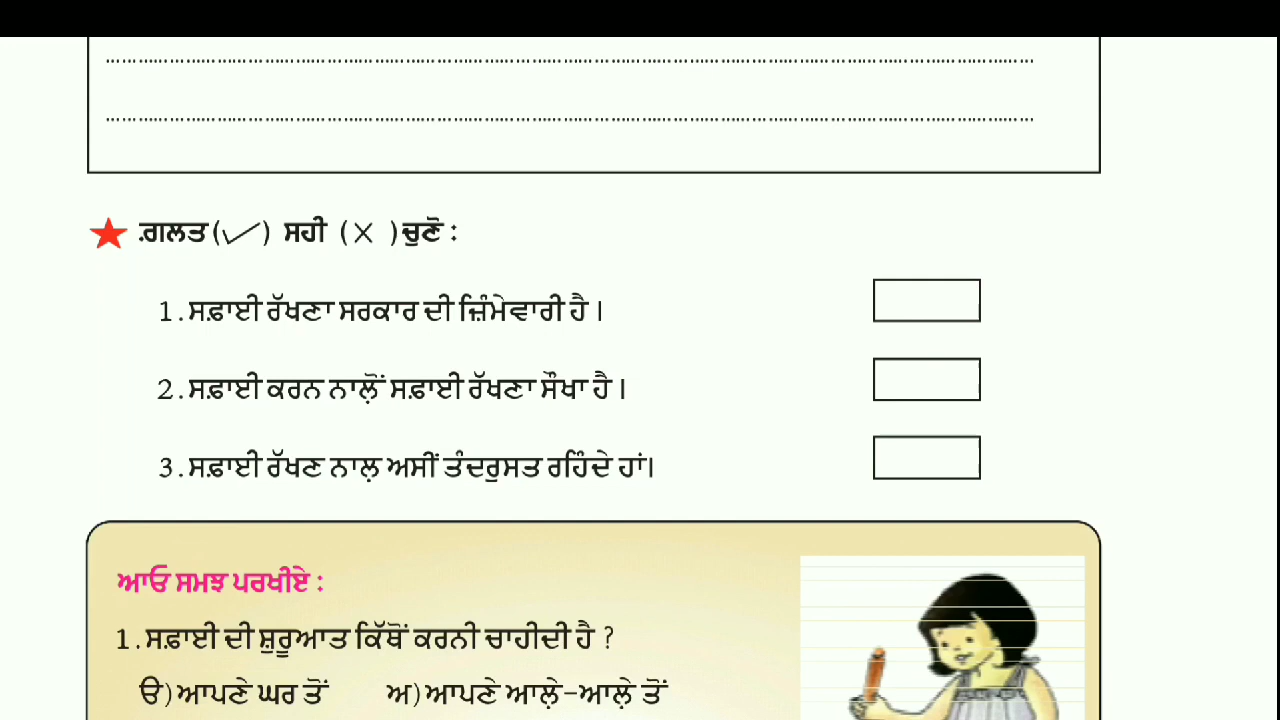 ★ ਗ਼ਲਤ(✓) ਸਹੀ (✗ )ਚੁਣੋ :
1.ਸਫ਼ਾਈ ਰੱਖਣਾ ਸਰਕਾਰ ਦੀ ਜ਼ਿੰਮੇਵਾਰੀ ਹੈ।
2.ਸਫ਼ਾਈ ਕਰਨ ਨਾਲ਼ੋਂ ਸਫ਼ਾਈ ਰੱਖਣਾ ਸੌਖਾ ਹੈ।
3.ਸਫ਼ਾਈ ਰੱਖਣ ਨਾਲ਼ ਅਸੀਂ ਤੰਦਰੁਸਤ ਰਹਿੰਦੇ ਹਾਂ।
ਆਓ ਸਮਝ ਪਰਖੀਏ :
1.ਸਫ਼ਾਈ ਦੀ ਸ਼ੁਰੂਆਤ ਕਿੱਥੋਂ ਕਰਨੀ ਚਾਹੀਦੀ ਹੈ ?
ੳ)ਆਪਣੇ ਘਰ ਤੋਂ ਅ)ਆਪਣੇ ਆਲ਼ੇ-ਆਲ਼ੇ ਤੋਂ